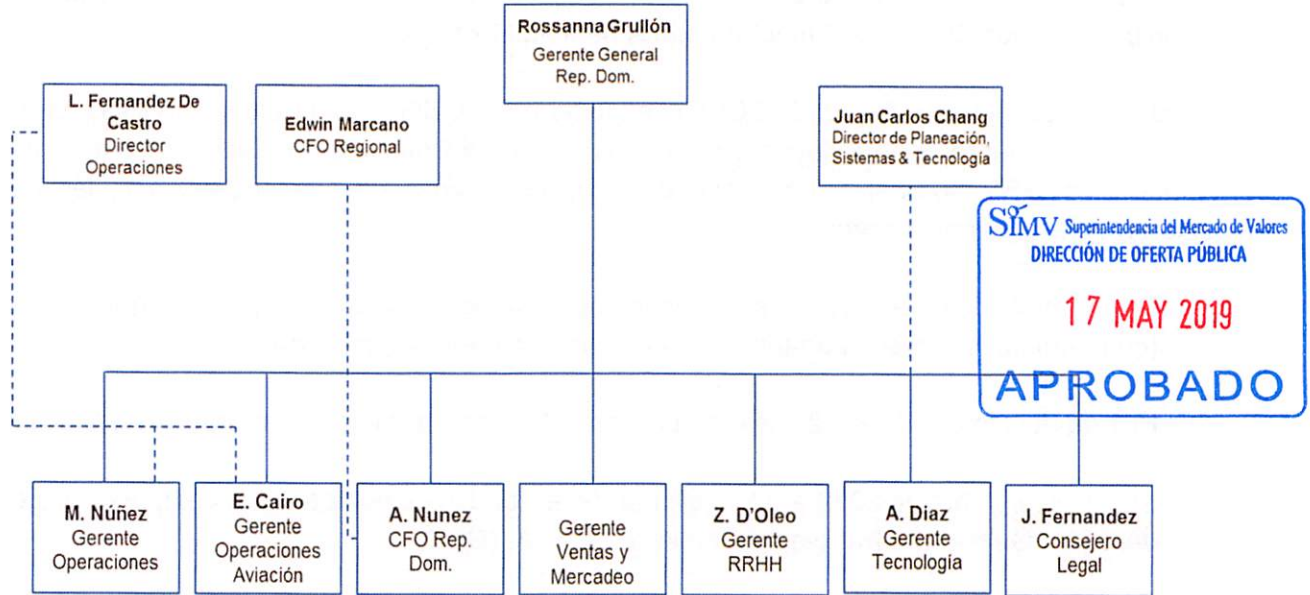 Rossanna Grullón
Gerente General
Rep. Dom.
L. Fernandez De
Castro
Director
Operaciones
Edwin Marcano
CFO Regional
Juan Carlos Chang
Director de Planeación,
Sistemas & Tecnología
SIMV Superintendencia del Mercado de Valores
DIRECCIÓN DE OFERTA PÚBLICA
17 MAY 2019
APROBADO
M. Núñez
Gerente
Operaciones
E. Cairo
Gerente
Operaciones
Aviación
A. Nunez
CFO Rep.
Dom.
Gerente
Ventas y
Mercadeo
Z. D'Oleo
Gerente
RRHH
A. Diaz
Gerente
Tecnología
J. Fernandez
Consejero
Legal